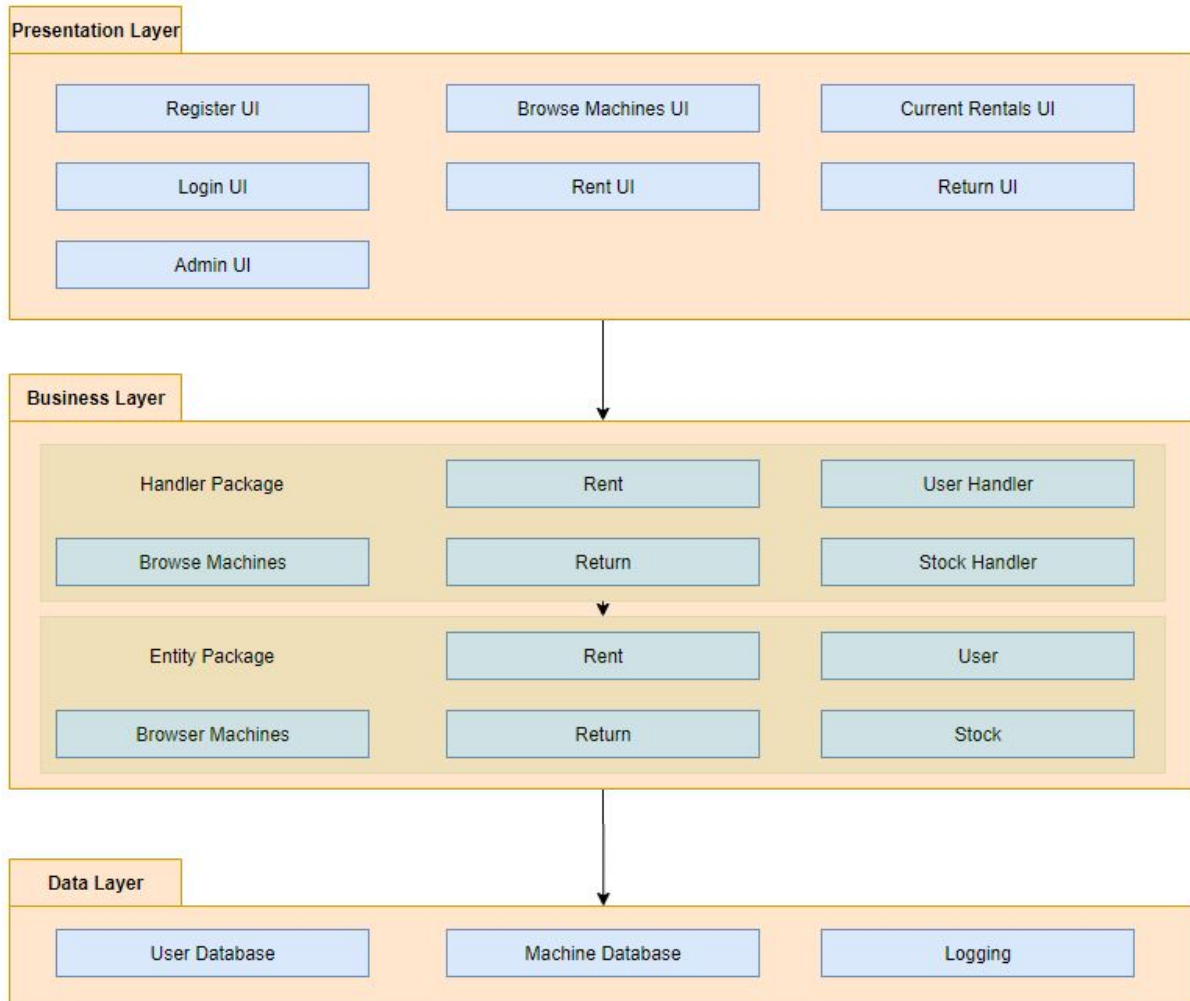 Presentation Layer
Register UI
Browse Machines UI
Current Rentals UI
Login UI
Rent UI
Return UI
Admin UI
Business Layer
Handler Package
Rent
User Handler
Browse Machines
Return
Stock Handler
Entity Package
Rent
User
Browser Machines
Return
Stock
Data Layer
User Database
Machine Database
Logging